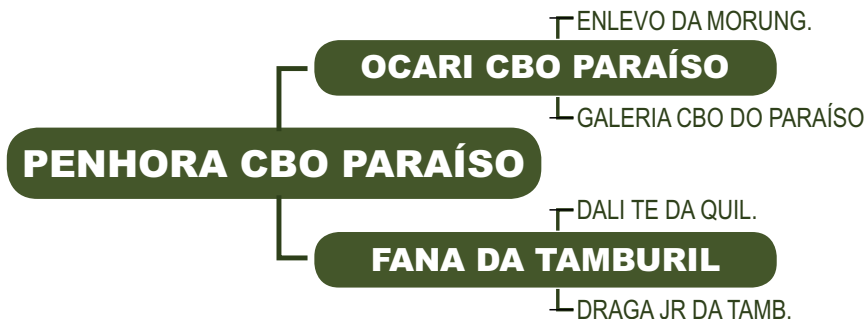 ENLEVO DA MORUNG.
OCARI CBO PARAÍSO
GALERIA CBO DO PARAÍSO
PENHORA CBO PARAÍSO
DALI TE DA QUIL.
FANA DA TAMBURIL
DRAGA JR DA TAMB.